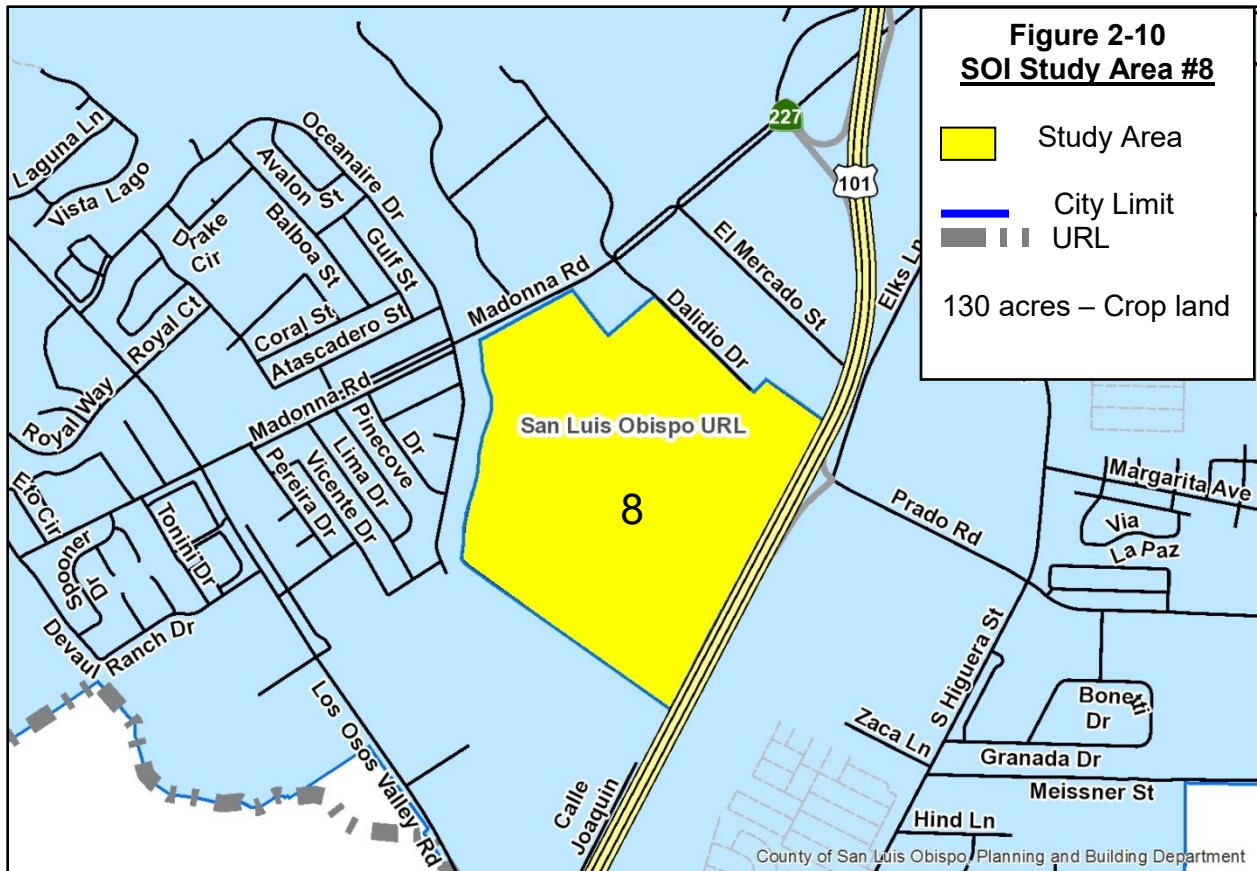 Figure 2-10
SOI Study Area #8
Study Area
City Limit
URL
130 acres – Crop land
227
101
Laguna Ln
Vista Lago
Oceanaire Dr
Avalon St
Drake
Cir
Balboa St
Gulf St
Royal Ct
Coral St
Atascadero St
Madonna Rd
El Mercado St
Elks Ln
Dalidio Dr
Royal Way
Madonna Rd
Pinecove
Dr
Lima Dr
Vicente Dr
Pereira Dr
San Luis Obispo URL
8
Eto Cir
Spooner
Dr
Tonini Dr
Devaul
Ranch Dr
Los Osos Valley Rd
Prado Rd
Margarita Ave
Via
La Paz
S Higuera St
Zaca Ln
Bonetti
Dr
Granada Dr
Meissner St
Hind Ln
Calle
Joaquin
County of San Luis Obispo, Planning and Building Department